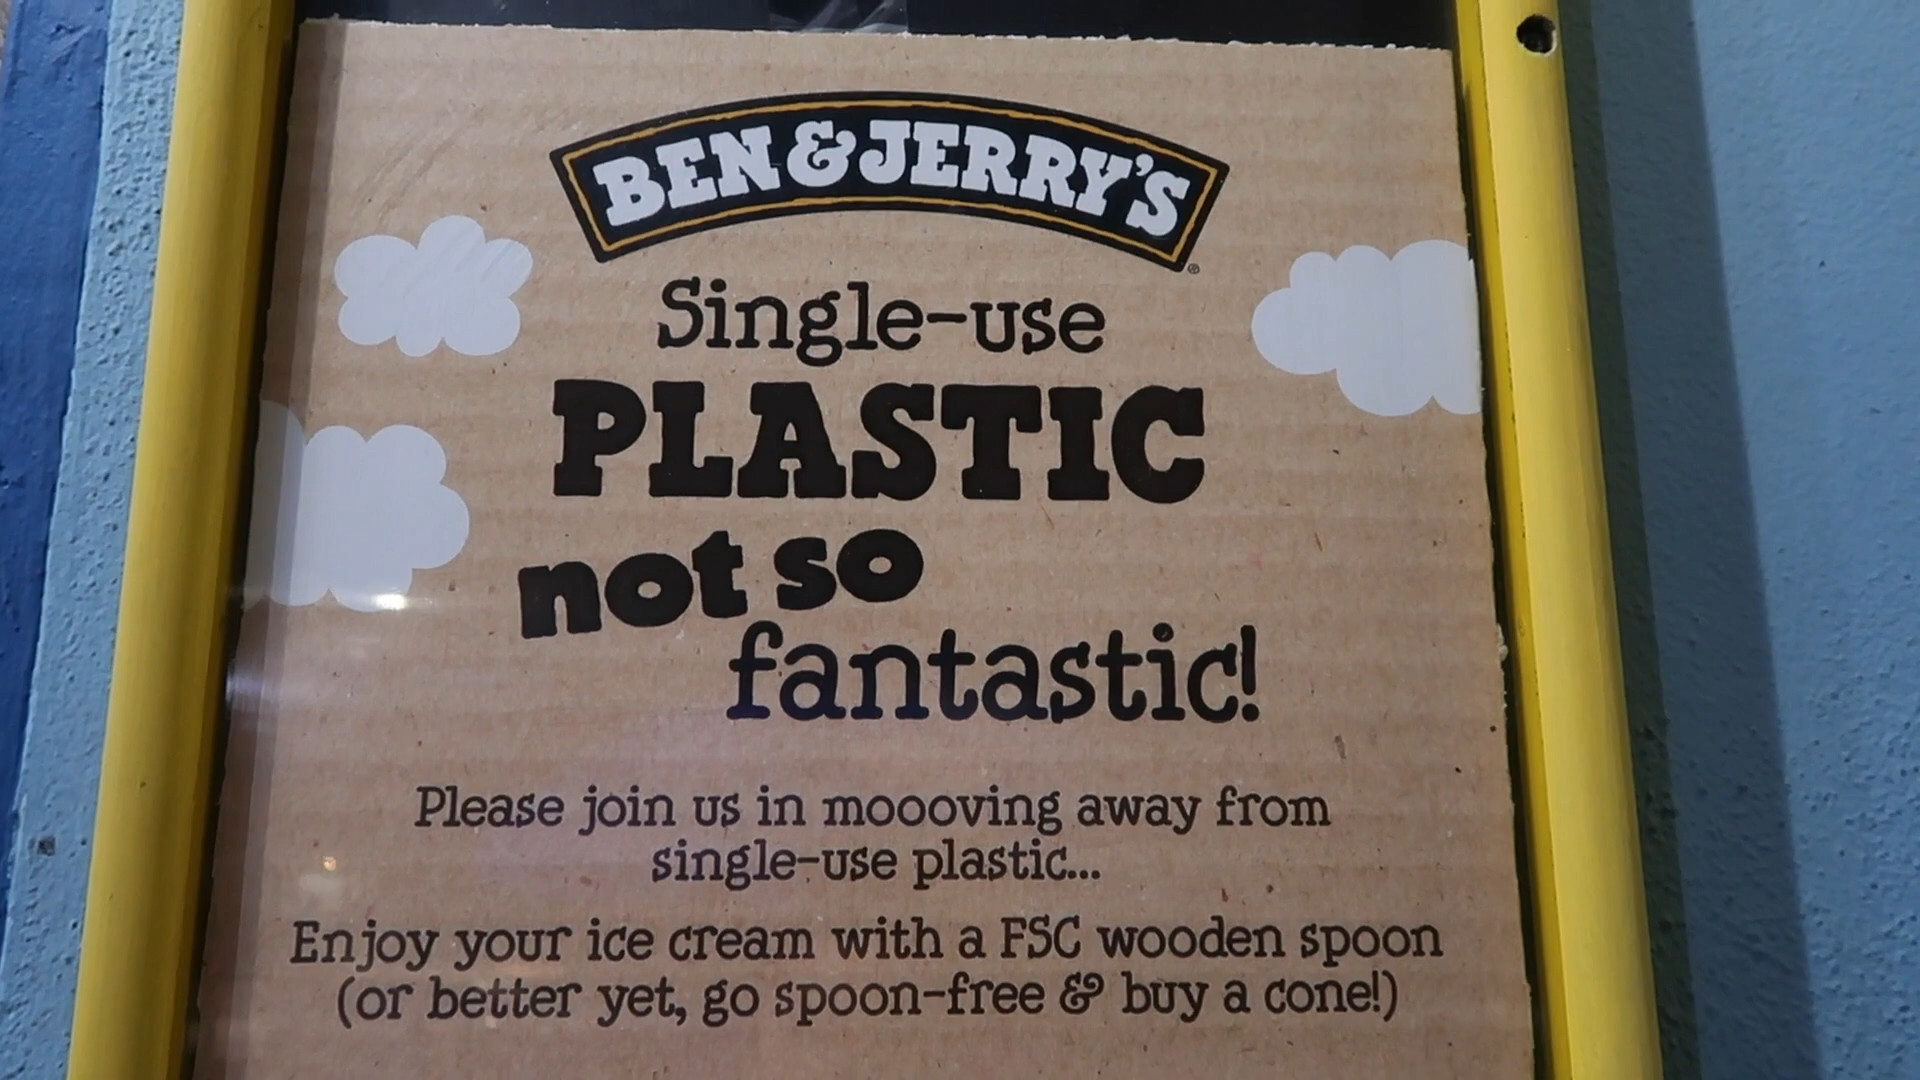 BEN & JERRY'S
Single-use
PLASTIC
not so
fantastic!
Please join us in moooving away from
single-use plastic...
Enjoy your ice cream with a FSC wooden spoon
(or better yet, go spoon-free & buy a cone!)